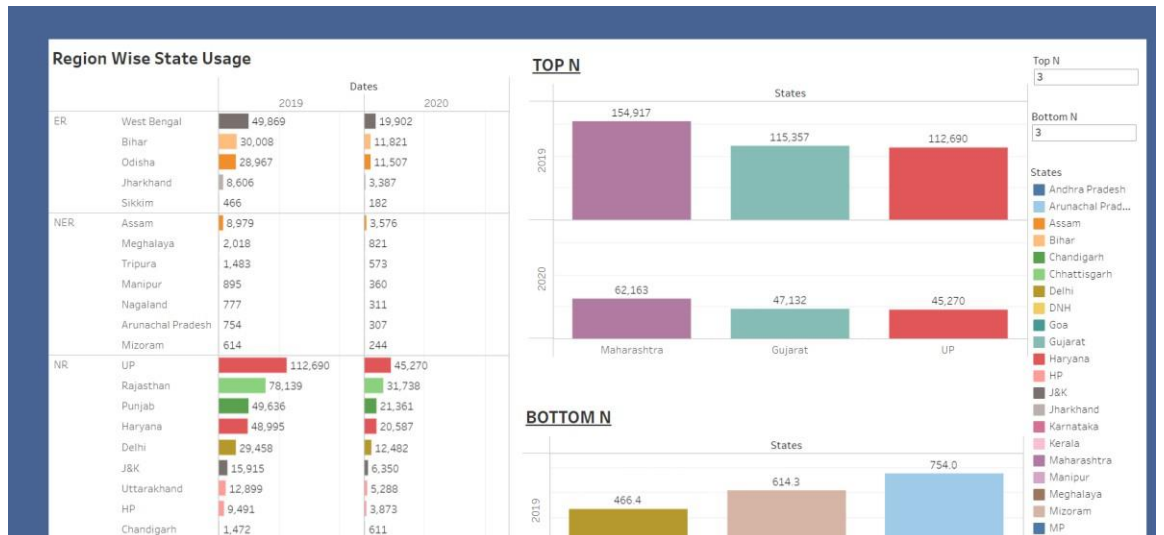 Region Wise State Usage
Dates
2019 2020
ER West Bengal 49,869 19,902
Bihar 30,008 11,821
Odisha 28,967 11,507
Jharkhand 8,606 3,387
Sikkim 466 182
NER Assam 8,979 3,576
Meghalaya 2,018 821
Tripura 1,483 573
Manipur 895 360
Nagaland 777 311
Arunachal Pradesh 754 307
Mizoram 614 244
NR UP 112,690 45,270
Rajasthan 78,139 31,738
Punjab 49,636 21,361
Haryana 48,995 20,587
Delhi 29,458 12,482
J&K 15,915 6,350
Uttarakhand 12,899 5,288
HP 9,491 3,873
Chandigarh 1,472 611
TOP N
States
2019
154,917 115,357 112,690
2020
62,163 47,132 45,270
Maharashtra Gujarat UP
BOTTOM N
States
2019
466.4 614.3 754.0
Top N
3
Bottom N
3
States
Andhra Pradesh
Arunachal Prad...
Assam
Bihar
Chandigarh
Chhattisgarh
Delhi
DNH
Goa
Gujarat
Haryana
HP
J&K
Jharkhand
Karnataka
Kerala
Maharashtra
Manipur
Meghalaya
Mizoram
MP